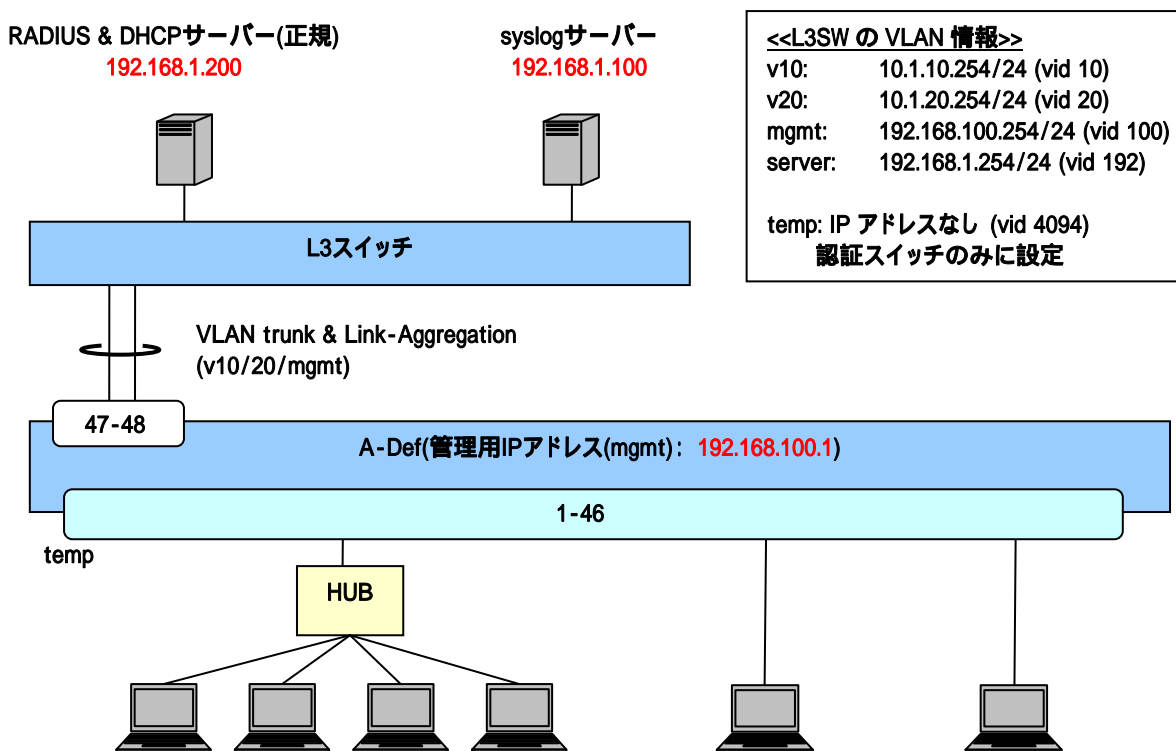 RADIUS & DHCPサーバー(正規)
192.168.1.200
syslogサーバー
192.168.1.100
<<L3SW の VLAN 情報>>
v10: 10.1.10.254/24 (vid 10)
v20: 10.1.20.254/24 (vid 20)
mgmt: 192.168.100.254/24 (vid 100)
server: 192.168.1.254/24 (vid 192)
temp: IP アドレスなし (vid 4094)
認証スイッチのみに設定
L3スイッチ
VLAN trunk & Link-Aggregation
(v10/20/mgmt)
47-48
A-Def(管理用IPアドレス(mgmt): 192.168.100.1)
1-46
temp
HUB